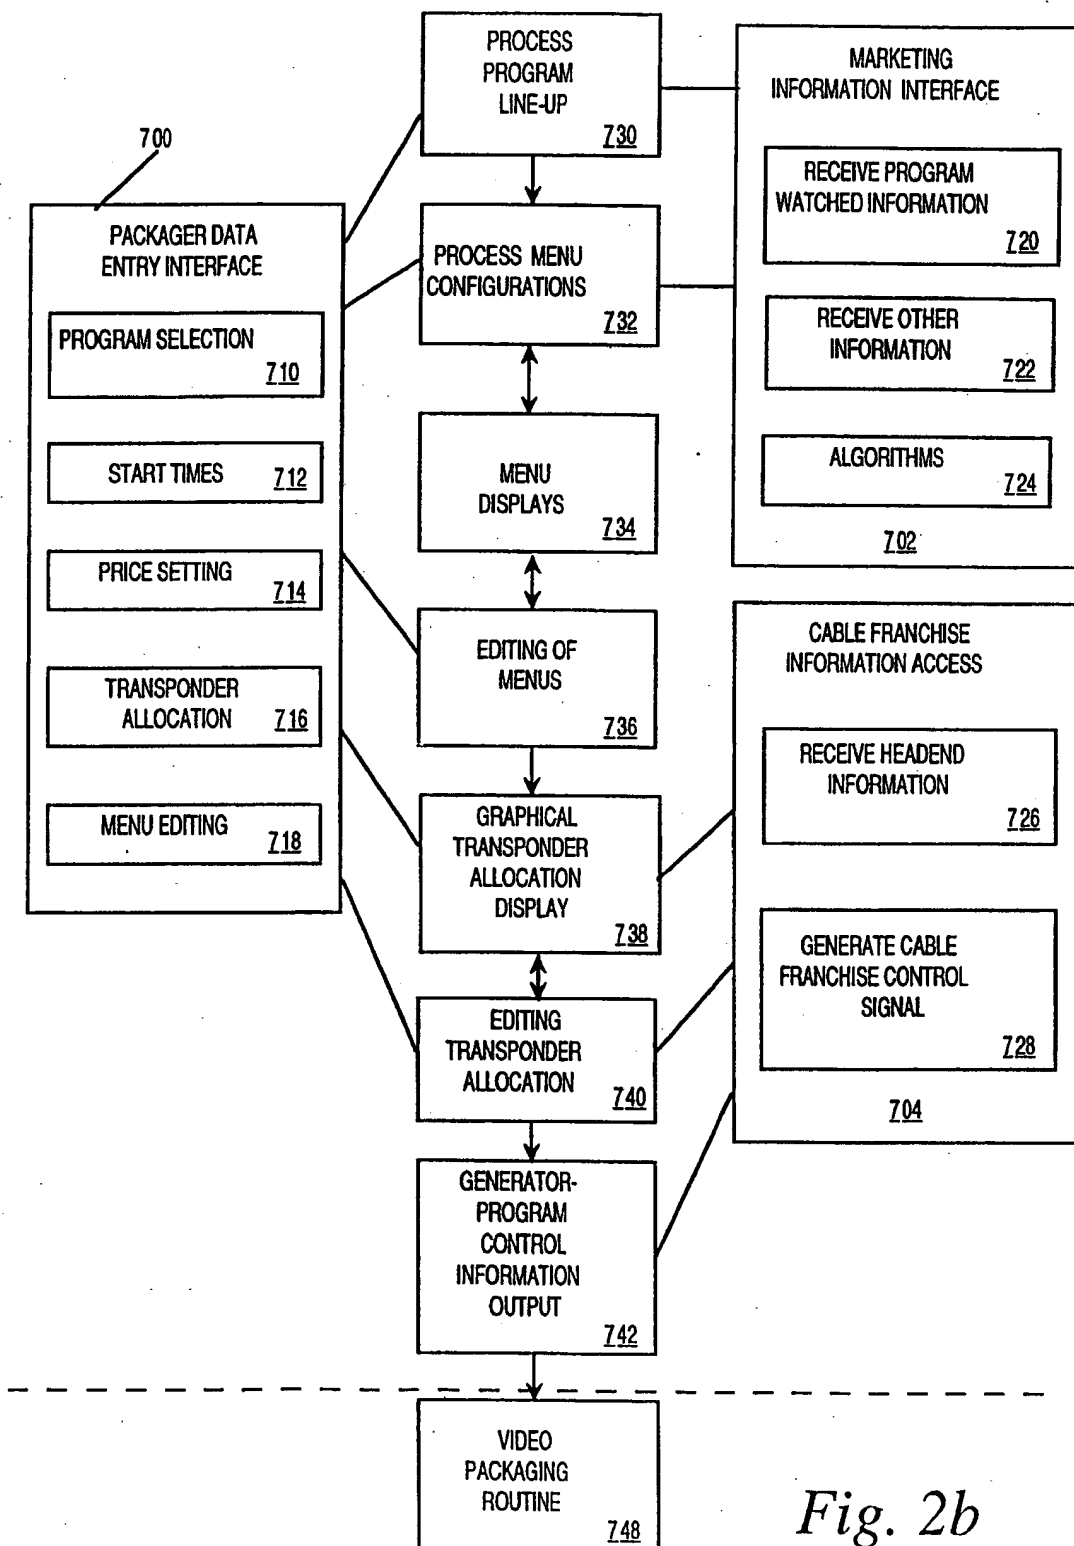 700
PACKAGER DATA
ENTRY INTERFACE
PROGRAM SELECTION
710
START TIMES
712
PRICE SETTING
714
TRANSPONDER
ALLOCATION
716
MENU EDITING
718
PROCESS
PROGRAM
LINE-UP
730
PROCESS MENU
CONFIGURATIONS
732
MENU
DISPLAYS
734
EDITING OF
MENUS
736
GRAPHICAL
TRANSPONDER
ALLOCATION
DISPLAY
738
EDITING
TRANSPONDER
ALLOCATION
740
GENERATOR-
PROGRAM
CONTROL
INFORMATION
OUTPUT
742
VIDEO
PACKAGING
ROUTINE
748
MARKETING
INFORMATION INTERFACE
RECEIVE PROGRAM
WATCHED INFORMATION
720
RECEIVE OTHER
INFORMATION
722
ALGORITHMS
724
702
CABLE FRANCHISE
INFORMATION ACCESS
RECEIVE HEADEND
INFORMATION
726
GENERATE CABLE
FRANCHISE CONTROL
SIGNAL
728
704
Fig. 2b